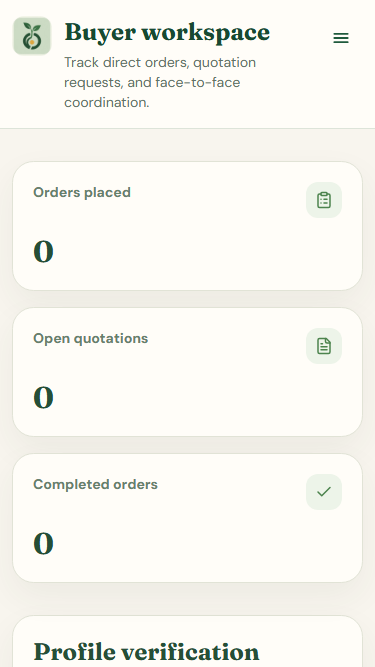 Buyer workspace
Track direct orders, quotation
requests, and face-to-face
coordination.
Orders placed
0
Open quotations
0
Completed orders
0
Profile verification